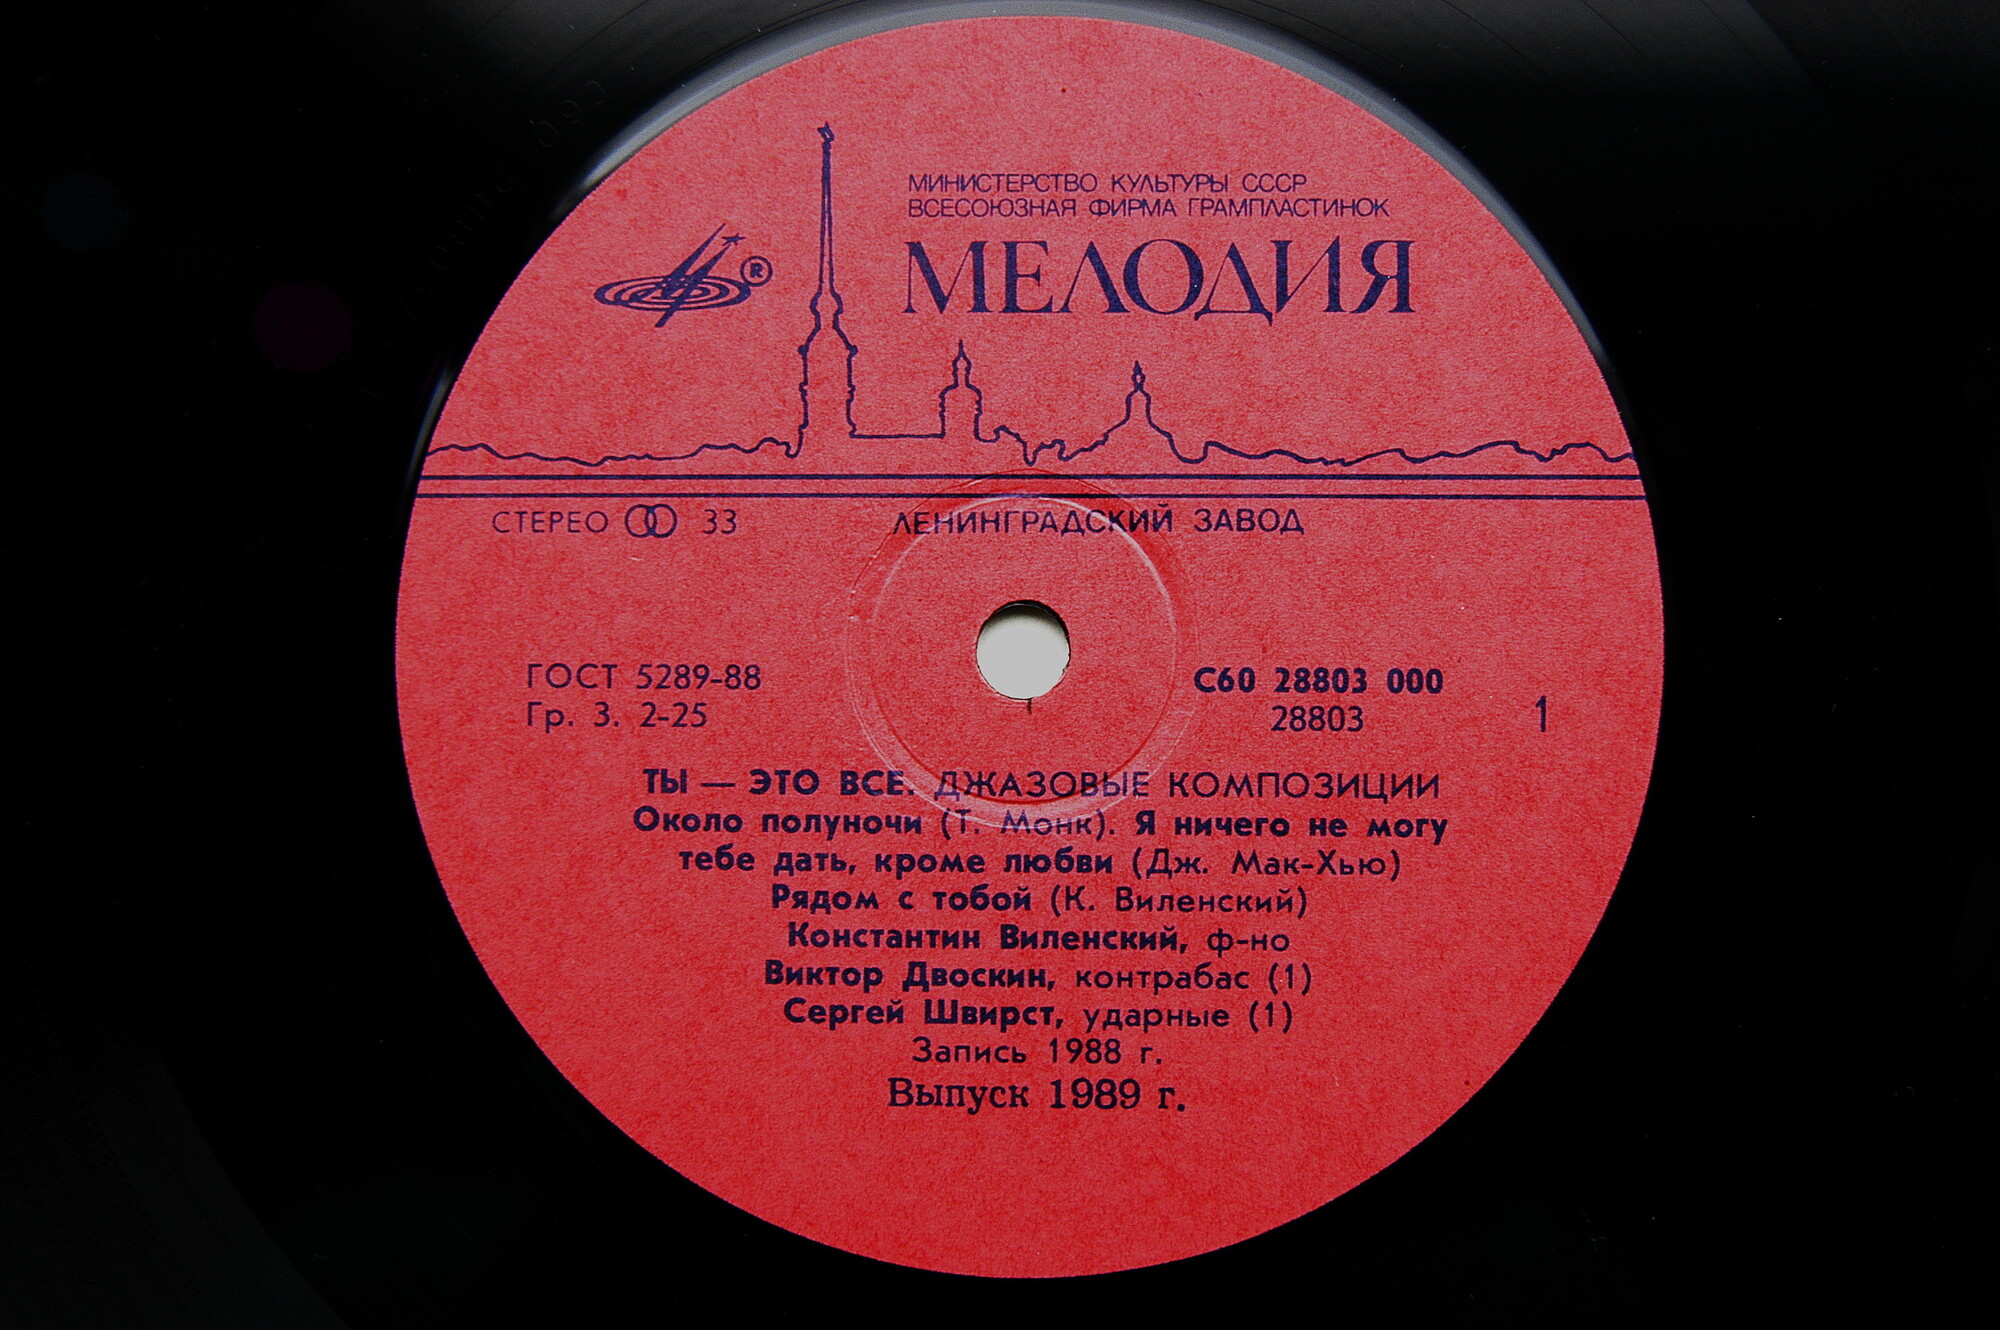 МИНИСТЕРСТВО КУЛЬТУРЫ СССР
ВСЕСОЮЗНАЯ ФИРМА ГРАМПЛАСТИНОК
МЕЛОДИЯ
®
СТЕРЕО 33 ЛЕНИНГРАДСКИЙ ЗАВОД
ГОСТ 5289-88
Гр. 3. 2-25
С60 28803 000
28803
1
ТЫ — ЭТО ВСЕ. ДЖАЗОВЫЕ КОМПОЗИЦИИ
Около полуночи (Т. Монк). Я ничего не могу
тебе дать, кроме любви (Дж. Мак-Хью)
Рядом с тобой (К. Виленский)
Константин Виленский, ф-но
Виктор Двоскин, контрабас (1)
Сергей Швирст, ударные (1)
Запись 1988 г.
Выпуск 1989 г.